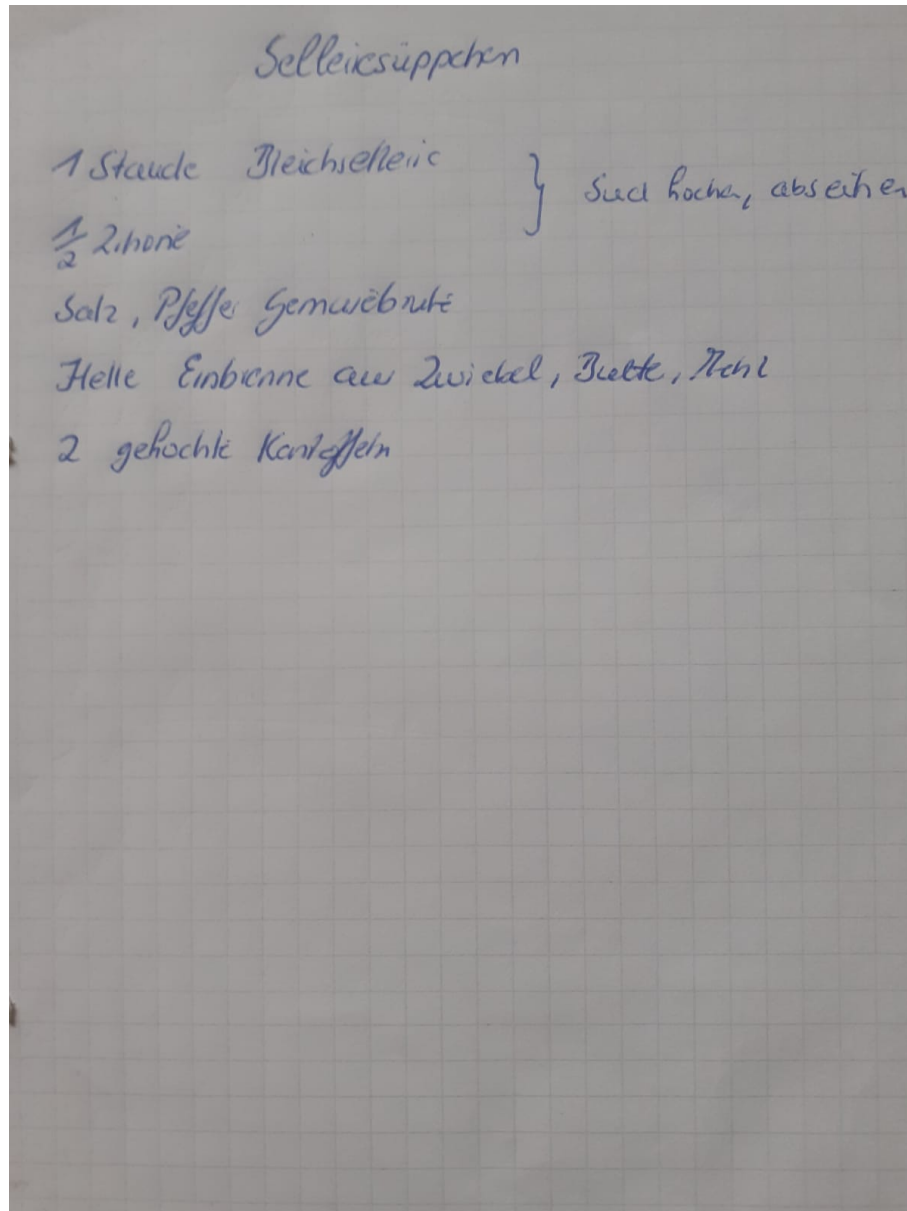 Selleriesüppchen
1 Staude Bleichsellerie } Sud kochen, abseihen
1/2 Zitrone
Salz, Pfeffer Gemüsebrühe
Helle Einbrenne aus Zwiebel, Butter, Mehl
2 gekochte Kartoffeln